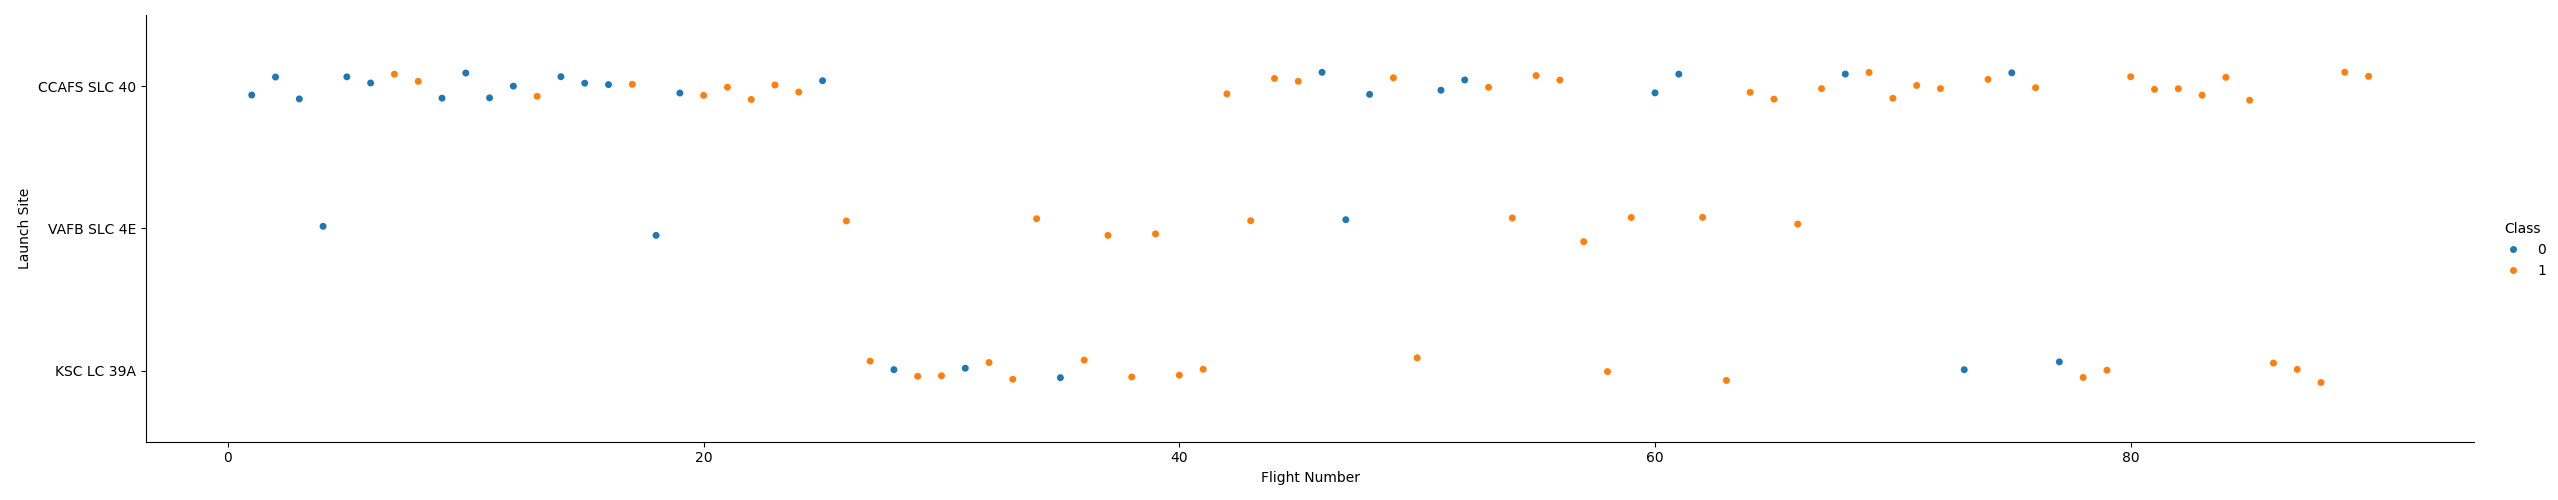 CCAFS SLC 40
VAFB SLC 4E
KSC LC 39A
Launch Site
0 20 40 60 80
Flight Number
Class
0
1